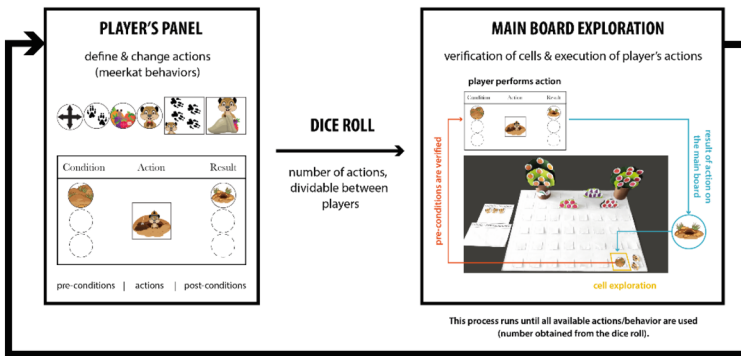 PLAYER'S PANEL
define & change actions
(meerkat behaviors)
Condition Action Result
pre-conditions | actions | post-conditions
DICE ROLL
number of actions,
dividable between
players
MAIN BOARD EXPLORATION
verification of cells & execution of player's actions
player performs action
Condition Action Result
pre-conditions are verified
result of action on
the main board
cell exploration
This process runs until all available actions/behavior are used
(number obtained from the dice roll).